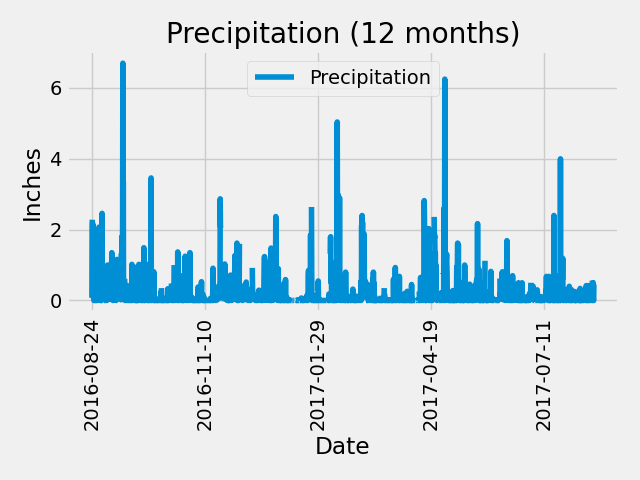 Precipitation (12 months)
Precipitation
Inches
6
4
2
0
2016-08-24
2016-11-10
2017-01-29
2017-04-19
2017-07-11
Date